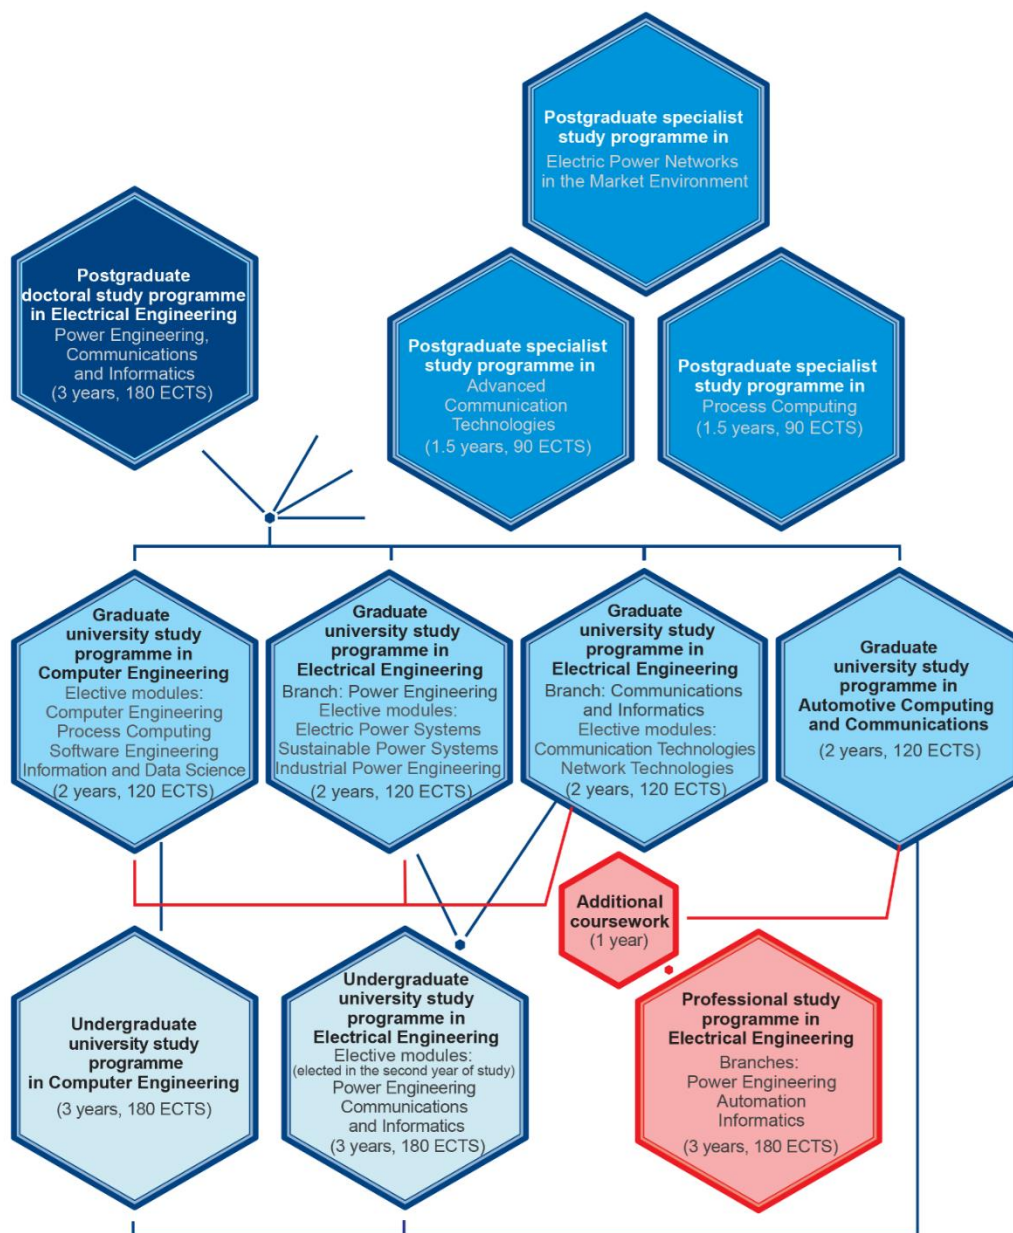 Postgraduate specialist
study programme in
Electric Power Networks
in the Market Environment
Postgraduate
doctoral study programme
in Electrical Engineering
Power Engineering,
Communications
and Informatics
(3 years, 180 ECTS)
Postgraduate specialist
study programme in
Advanced
Communication
Technologies
(1.5 years, 90 ECTS)
Postgraduate specialist
study programme in
Process Computing
(1.5 years, 90 ECTS)
Graduate
university study
programme in
Computer Engineering
Elective modules:
Computer Engineering
Process Computing
Software Engineering
Information and Data Science
(2 years, 120 ECTS)
Graduate
university study
programme in
Electrical Engineering
Branch: Power Engineering
Elective modules:
Electric Power Systems
Sustainable Power Systems
Industrial Power Engineering
(2 years, 120 ECTS)
Graduate
university study
programme in
Electrical Engineering
Branch: Communications
and Informatics
Elective modules:
Communication Technologies
Network Technologies
(2 years, 120 ECTS)
Graduate
university study
programme in
Automotive Computing
and Communications
(2 years, 120 ECTS)
Additional
coursework
(1 year)
Undergraduate
university study
programme
in Computer Engineering
(3 years, 180 ECTS)
Undergraduate
university study
programme in
Electrical Engineering
Elective modules:
(elected in the second year of study)
Power Engineering
Communications
and Informatics
(3 years, 180 ECTS)
Professional study
programme in
Electrical Engineering
Branches:
Power Engineering
Automation
Informatics
(3 years, 180 ECTS)